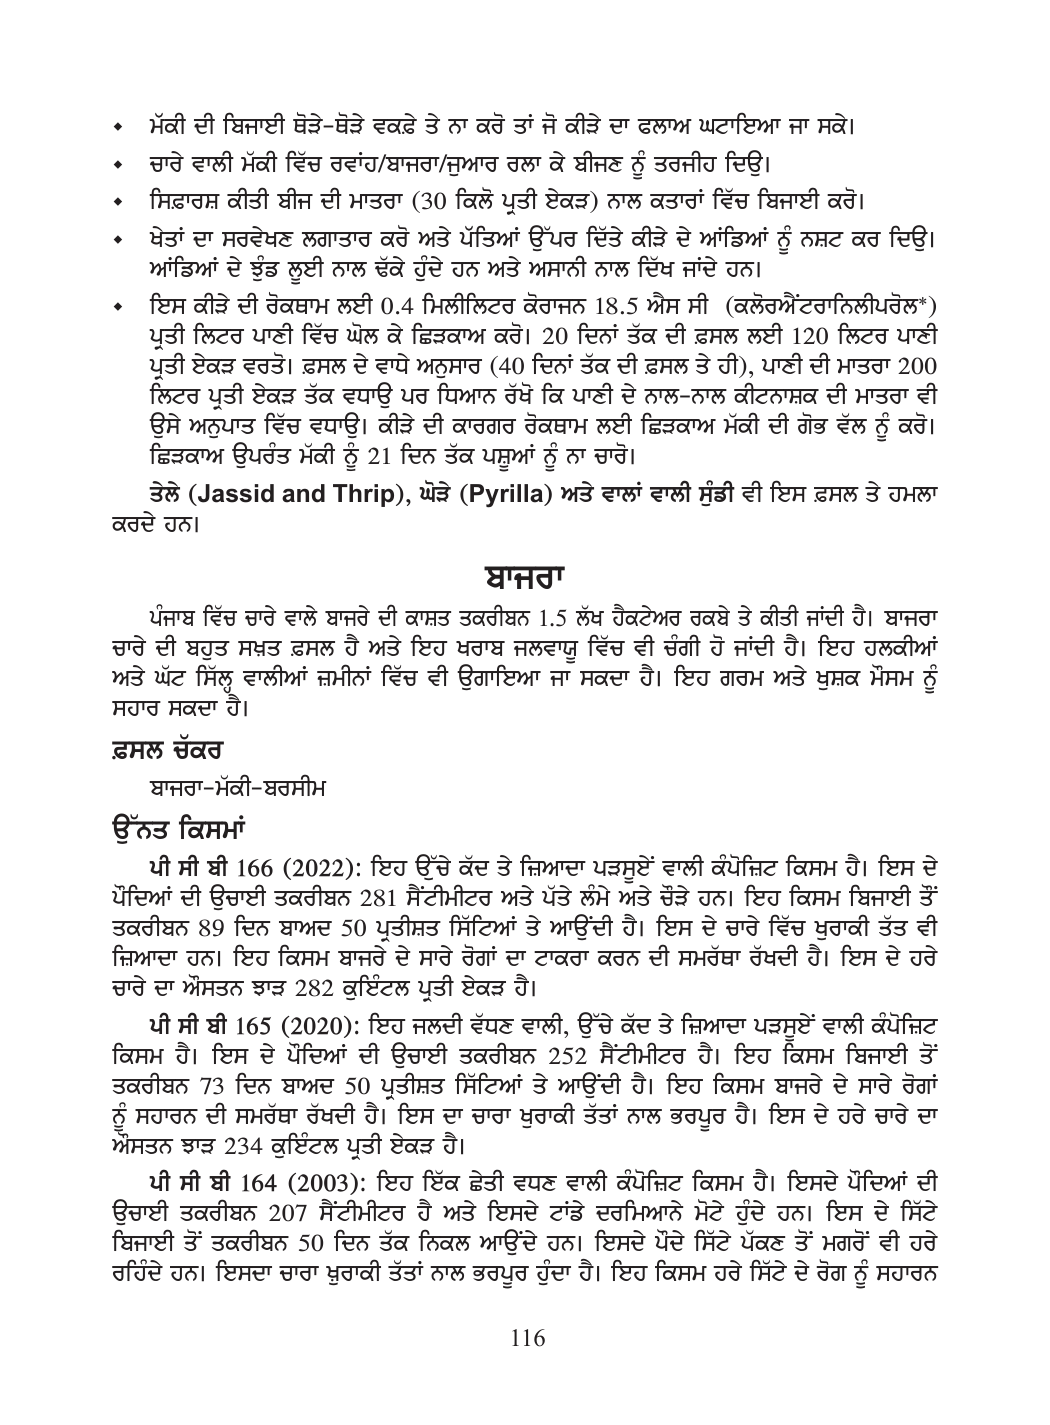 • ਮੱਕੀ ਦੀ ਬਿਜਾਈ ਥੋੜੇ-ਥੋੜੇ ਵਕਫ਼ੇ ਤੇ ਨਾ ਕਰੋ ਤਾਂ ਜੋ ਕੀੜੇ ਦਾ ਫਲਾਅ ਘਟਾਇਆ ਜਾ ਸਕੇ।
• ਚਾਰੇ ਵਾਲੀ ਮੱਕੀ ਵਿੱਚ ਰਵਾਂਹ/ਬਾਜਰਾ/ਜੁਆਰ ਰਲਾ ਕੇ ਬੀਜਣ ਨੂੰ ਤਰਜੀਹ ਦਿਉ।
• ਸਿਫ਼ਾਰਸ਼ ਕੀਤੀ ਬੀਜ ਦੀ ਮਾਤਰਾ (30 ਕਿਲੋ ਪ੍ਰਤੀ ਏਕੜ) ਨਾਲ ਕਤਾਰਾਂ ਵਿੱਚ ਬਿਜਾਈ ਕਰੋ।
• ਖੇਤਾਂ ਦਾ ਸਰਵੇਖਣ ਲਗਾਤਾਰ ਕਰੋ ਅਤੇ ਪੱਤਿਆਂ ਉੱਪਰ ਦਿੱਤੇ ਕੀੜੇ ਦੇ ਆਂਡਿਆਂ ਨੂੰ ਨਸ਼ਟ ਕਰ ਦਿਉ।
ਆਂਡਿਆਂ ਦੇ ਝੁੰਡ ਲੂਈ ਨਾਲ ਢੱਕੇ ਹੁੰਦੇ ਹਨ ਅਤੇ ਅਸਾਨੀ ਨਾਲ ਦਿੱਖ ਜਾਂਦੇ ਹਨ।
• ਇਸ ਕੀੜੇ ਦੀ ਰੋਕਥਾਮ ਲਈ 0.4 ਮਿਲੀਲਿਟਰ ਕੋਰਾਜਨ 18.5 ਐਸ ਸੀ (ਕਲੋਰਐਂਟਰਾਨਿਲੀਪਰੋਲ*)
ਪ੍ਰਤੀ ਲਿਟਰ ਪਾਣੀ ਵਿੱਚ ਘੋਲ ਕੇ ਛਿੜਕਾਅ ਕਰੋ। 20 ਦਿਨਾਂ ਤੱਕ ਦੀ ਫ਼ਸਲ ਲਈ 120 ਲਿਟਰ ਪਾਣੀ
ਪ੍ਰਤੀ ਏਕੜ ਵਰਤੋ। ਫ਼ਸਲ ਦੇ ਵਾਧੇ ਅਨੁਸਾਰ (40 ਦਿਨਾਂ ਤੱਕ ਦੀ ਫ਼ਸਲ ਤੇ ਹੀ), ਪਾਣੀ ਦੀ ਮਾਤਰਾ 200
ਲਿਟਰ ਪ੍ਰਤੀ ਏਕੜ ਤੱਕ ਵਧਾਉ ਪਰ ਧਿਆਨ ਰੱਖੋ ਕਿ ਪਾਣੀ ਦੇ ਨਾਲ-ਨਾਲ ਕੀਟਨਾਸ਼ਕ ਦੀ ਮਾਤਰਾ ਵੀ
ਉਸੇ ਅਨੁਪਾਤ ਵਿੱਚ ਵਧਾਉ। ਕੀੜੇ ਦੀ ਕਾਰਗਰ ਰੋਕਥਾਮ ਲਈ ਛਿੜਕਾਅ ਮੱਕੀ ਦੀ ਗੋਭ ਵੱਲ ਨੂੰ ਕਰੋ।
ਛਿੜਕਾਅ ਉਪਰੰਤ ਮੱਕੀ ਨੂੰ 21 ਦਿਨ ਤੱਕ ਪਸ਼ੂਆਂ ਨੂੰ ਨਾ ਚਾਰੋ।
ਤੇਲੇ (Jassid and Thrip), ਘੋੜੇ (Pyrilla) ਅਤੇ ਵਾਲਾਂ ਵਾਲੀ ਸੁੰਡੀ ਵੀ ਇਸ ਫ਼ਸਲ ਤੇ ਹਮਲਾ
ਕਰਦੇ ਹਨ।
ਬਾਜਰਾ
ਪੰਜਾਬ ਵਿੱਚ ਚਾਰੇ ਵਾਲੇ ਬਾਜਰੇ ਦੀ ਕਾਸ਼ਤ ਤਕਰੀਬਨ 1.5 ਲੱਖ ਹੈਕਟੇਅਰ ਰਕਬੇ ਤੇ ਕੀਤੀ ਜਾਂਦੀ ਹੈ। ਬਾਜਰਾ
ਚਾਰੇ ਦੀ ਬਹੁਤ ਸਖ਼ਤ ਫ਼ਸਲ ਹੈ ਅਤੇ ਇਹ ਖਰਾਬ ਜਲਵਾਯੂ ਵਿੱਚ ਵੀ ਚੰਗੀ ਹੋ ਜਾਂਦੀ ਹੈ। ਇਹ ਹਲਕੀਆਂ
ਅਤੇ ਘੱਟ ਸਿੱਲ੍ਹ ਵਾਲੀਆਂ ਜ਼ਮੀਨਾਂ ਵਿੱਚ ਵੀ ਉਗਾਇਆ ਜਾ ਸਕਦਾ ਹੈ। ਇਹ ਗਰਮ ਅਤੇ ਖੁਸ਼ਕ ਮੌਸਮ ਨੂੰ
ਸਹਾਰ ਸਕਦਾ ਹੈ।
ਫ਼ਸਲ ਚੱਕਰ
ਬਾਜਰਾ-ਮੱਕੀ-ਬਰਸੀਮ
ਉੱਨਤ ਕਿਸਮਾਂ
ਪੀ ਸੀ ਬੀ 166 (2022): ਇਹ ਉੱਚੇ ਕੱਦ ਤੇ ਜ਼ਿਆਦਾ ਪੜਸੂਏਂ ਵਾਲੀ ਕੰਪੋਜ਼ਿਟ ਕਿਸਮ ਹੈ। ਇਸ ਦੇ
ਪੌਦਿਆਂ ਦੀ ਉਚਾਈ ਤਕਰੀਬਨ 281 ਸੈਂਟੀਮੀਟਰ ਅਤੇ ਪੱਤੇ ਲੰਮੇ ਅਤੇ ਚੌੜੇ ਹਨ। ਇਹ ਕਿਸਮ ਬਿਜਾਈ ਤੋਂ
ਤਕਰੀਬਨ 89 ਦਿਨ ਬਾਅਦ 50 ਪ੍ਰਤੀਸ਼ਤ ਸਿੱਟਿਆਂ ਤੇ ਆਉਂਦੀ ਹੈ। ਇਸ ਦੇ ਚਾਰੇ ਵਿੱਚ ਖੁਰਾਕੀ ਤੱਤ ਵੀ
ਜ਼ਿਆਦਾ ਹਨ। ਇਹ ਕਿਸਮ ਬਾਜਰੇ ਦੇ ਸਾਰੇ ਰੋਗਾਂ ਦਾ ਟਾਕਰਾ ਕਰਨ ਦੀ ਸਮਰੱਥਾ ਰੱਖਦੀ ਹੈ। ਇਸ ਦੇ ਹਰੇ
ਚਾਰੇ ਦਾ ਔਸਤਨ ਝਾੜ 282 ਕੁਇੰਟਲ ਪ੍ਰਤੀ ਏਕੜ ਹੈ।
ਪੀ ਸੀ ਬੀ 165 (2020): ਇਹ ਜਲਦੀ ਵੱਧਣ ਵਾਲੀ, ਉੱਚੇ ਕੱਦ ਤੇ ਜ਼ਿਆਦਾ ਪੜਸੂਏਂ ਵਾਲੀ ਕੰਪੋਜ਼ਿਟ
ਕਿਸਮ ਹੈ। ਇਸ ਦੇ ਪੌਦਿਆਂ ਦੀ ਉਚਾਈ ਤਕਰੀਬਨ 252 ਸੈਂਟੀਮੀਟਰ ਹੈ। ਇਹ ਕਿਸਮ ਬਿਜਾਈ ਤੋਂ
ਤਕਰੀਬਨ 73 ਦਿਨ ਬਾਅਦ 50 ਪ੍ਰਤੀਸ਼ਤ ਸਿੱਟਿਆਂ ਤੇ ਆਉਂਦੀ ਹੈ। ਇਹ ਕਿਸਮ ਬਾਜਰੇ ਦੇ ਸਾਰੇ ਰੋਗਾਂ
ਨੂੰ ਸਹਾਰਨ ਦੀ ਸਮਰੱਥਾ ਰੱਖਦੀ ਹੈ। ਇਸ ਦਾ ਚਾਰਾ ਖੁਰਾਕੀ ਤੱਤਾਂ ਨਾਲ ਭਰਪੂਰ ਹੈ। ਇਸ ਦੇ ਹਰੇ ਚਾਰੇ ਦਾ
ਔਸਤਨ ਝਾੜ 234 ਕੁਇੰਟਲ ਪ੍ਰਤੀ ਏਕੜ ਹੈ।
ਪੀ ਸੀ ਬੀ 164 (2003): ਇਹ ਇੱਕ ਛੇਤੀ ਵਧਣ ਵਾਲੀ ਕੰਪੋਜ਼ਿਟ ਕਿਸਮ ਹੈ। ਇਸਦੇ ਪੌਦਿਆਂ ਦੀ
ਉਚਾਈ ਤਕਰੀਬਨ 207 ਸੈਂਟੀਮੀਟਰ ਹੈ ਅਤੇ ਇਸਦੇ ਟਾਂਡੇ ਦਰਮਿਆਨੇ ਮੋਟੇ ਹੁੰਦੇ ਹਨ। ਇਸ ਦੇ ਸਿੱਟੇ
ਬਿਜਾਈ ਤੋਂ ਤਕਰੀਬਨ 50 ਦਿਨ ਤੱਕ ਨਿਕਲ ਆਉਂਦੇ ਹਨ। ਇਸਦੇ ਪੌਦੇ ਸਿੱਟੇ ਪੱਕਣ ਤੋਂ ਮਗਰੋਂ ਵੀ ਹਰੇ
ਰਹਿੰਦੇ ਹਨ। ਇਸਦਾ ਚਾਰਾ ਖ਼ੁਰਾਕੀ ਤੱਤਾਂ ਨਾਲ ਭਰਪੂਰ ਹੁੰਦਾ ਹੈ। ਇਹ ਕਿਸਮ ਹਰੇ ਸਿੱਟੇ ਦੇ ਰੋਗ ਨੂੰ ਸਹਾਰਨ
116